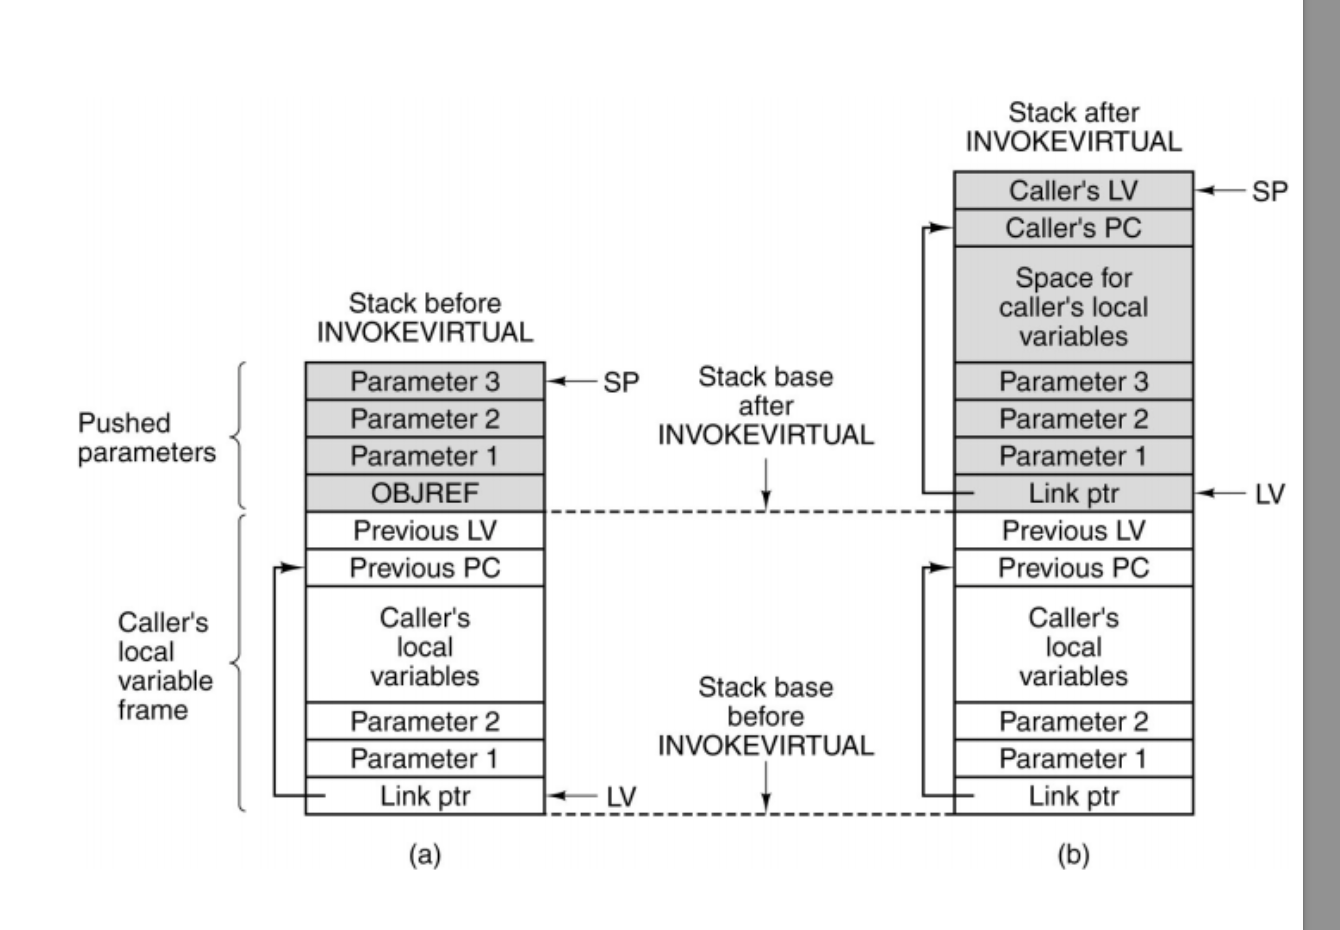 Stack after
INVOKEVIRTUAL
Caller's LV
SP
Caller's PC
Space for
caller's local
variables
Parameter 3
Parameter 2
Parameter 1
Link ptr
LV
Previous LV
Previous PC
Caller's
local
variables
Parameter 2
Parameter 1
Link ptr
(b)
Stack before
INVOKEVIRTUAL
Parameter 3
SP
Parameter 2
Parameter 1
OBJREF
Previous LV
Previous PC
Caller's
local
variables
Parameter 2
Parameter 1
Link ptr
LV
(a)
Pushed
parameters
Caller's
local
variable
frame
Stack base
after
INVOKEVIRTUAL
Stack base
before
INVOKEVIRTUAL